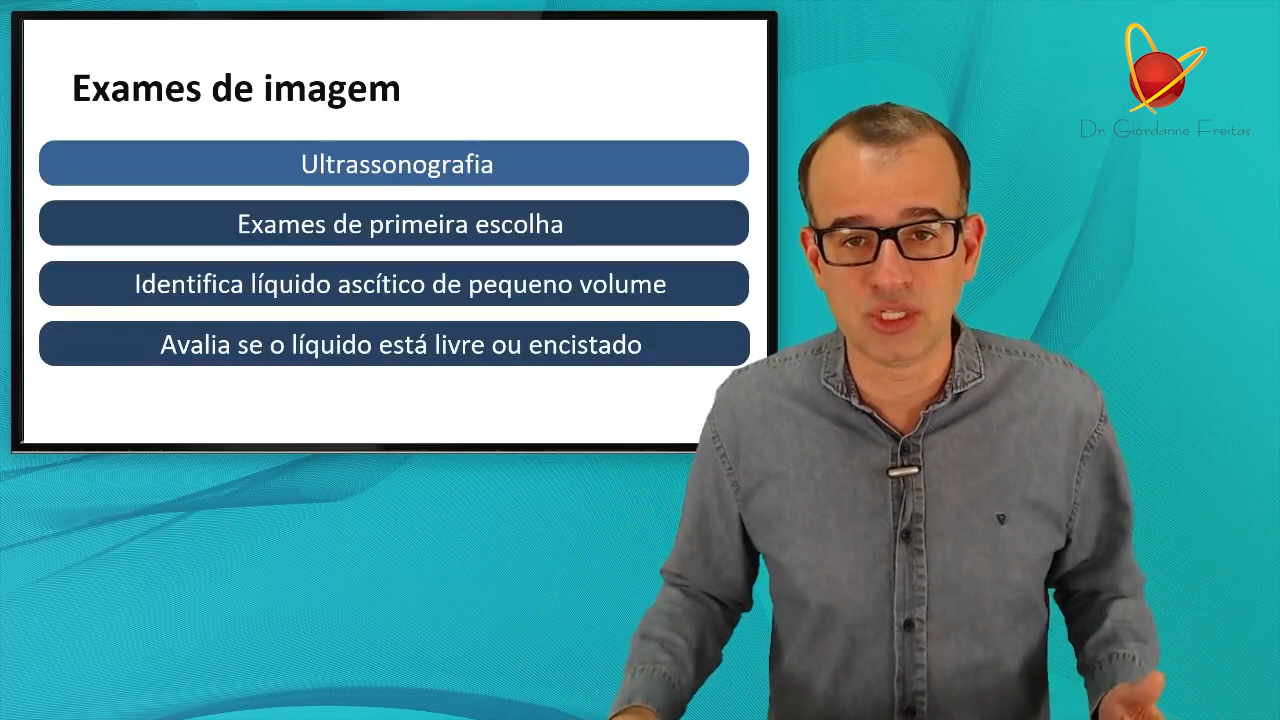 Exames de imagem
Ultrassonografia
Exames de primeira escolha
Identifica líquido ascítico de pequeno volume
Avalia se o líquido está livre ou encistado
Dr. Giordanne Freitas